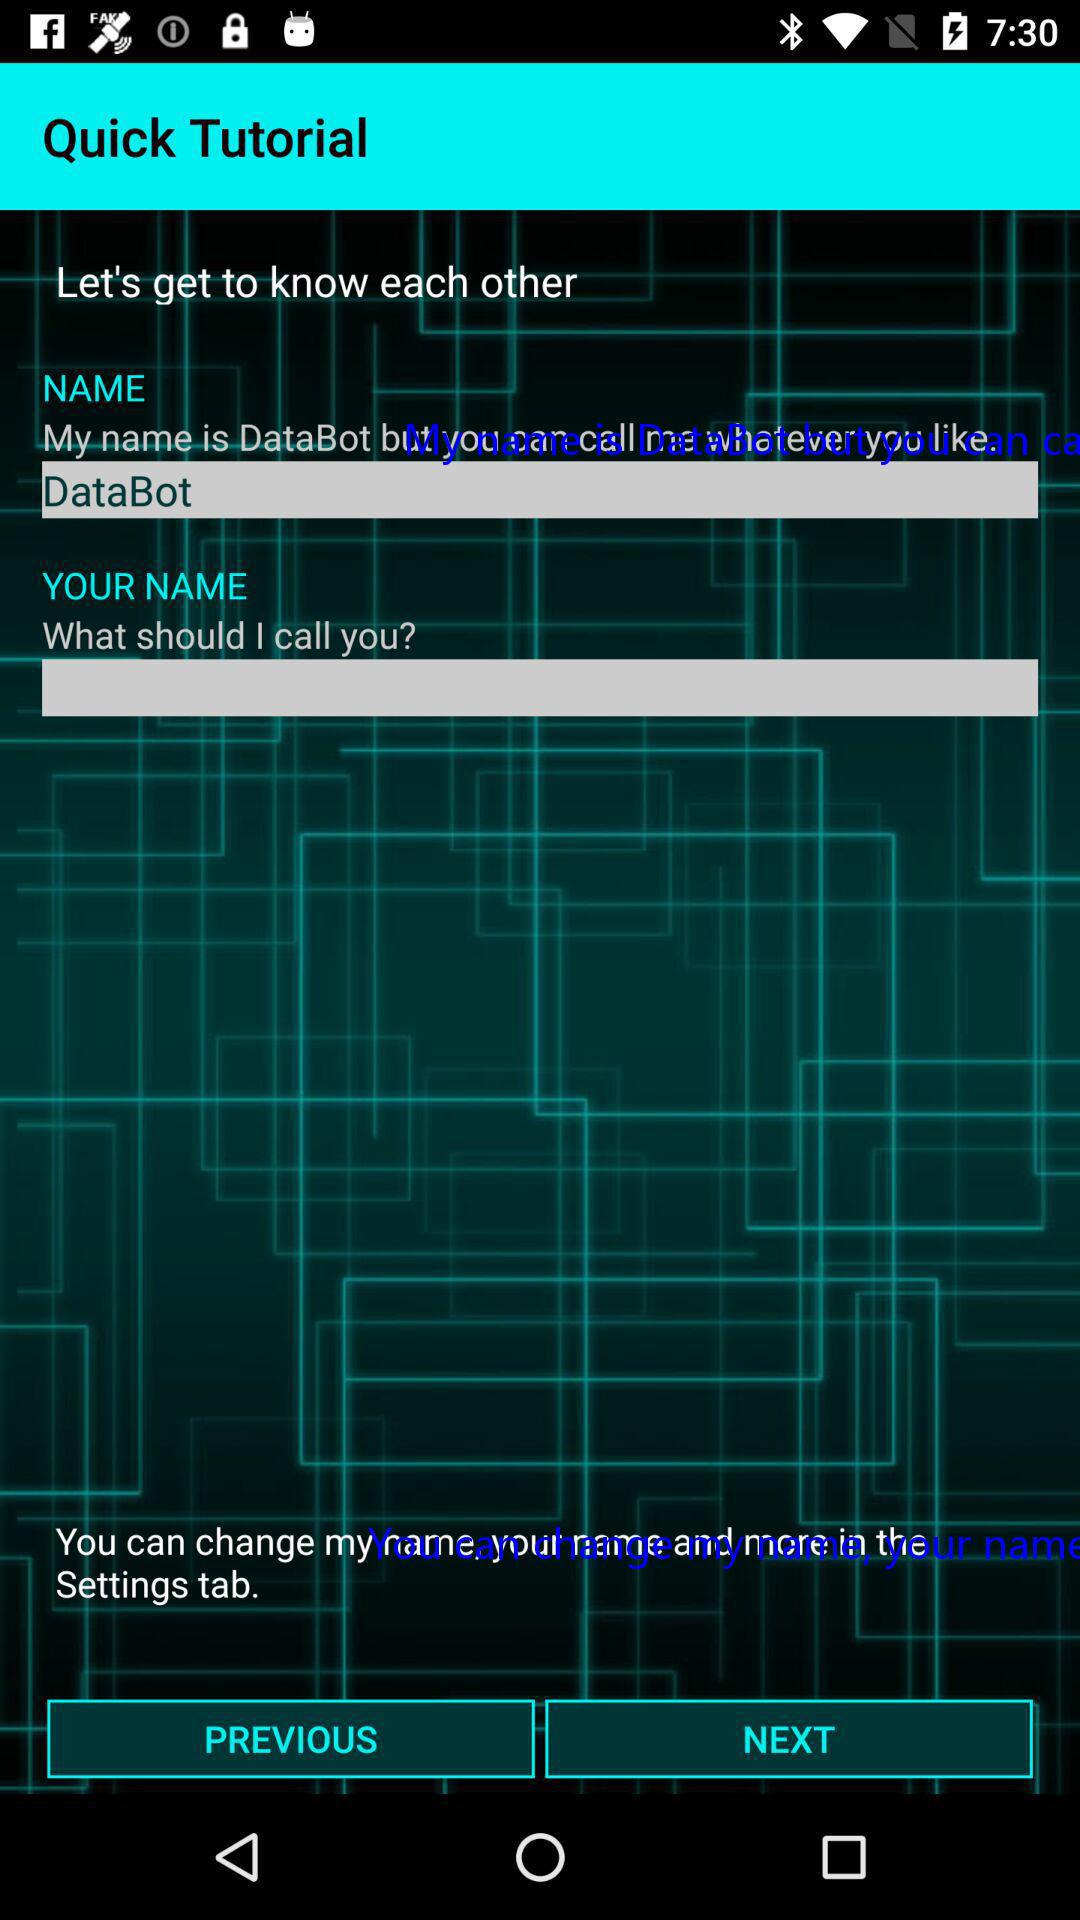 FAK
7:30
Quick Tutorial
Let's get to know each other
NAME
My name is DataBot but you can call me whatever you like.
My name is DataBot but you can ca
DataBot
YOUR NAME
What should I call you?
You can change my name, your name and more in the
You can change my name, your name
Settings tab.
PREVIOUS
NEXT